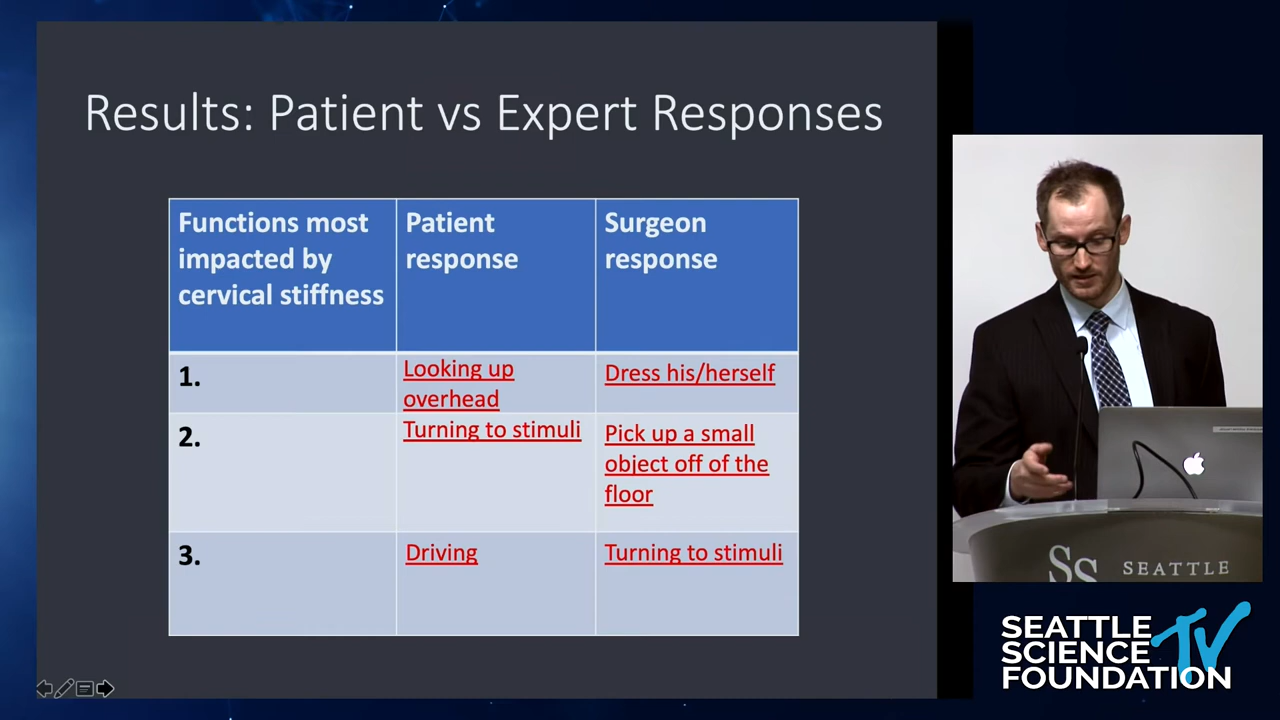 Results: Patient vs Expert Responses
Functions most
impacted by
cervical stiffness
Patient
response
Surgeon
response
1.
Looking up
overhead
Dress his/herself
2.
Turning to stimuli
Pick up a small
object off of the
floor
3.
Driving
Turning to stimuli
SS SEATTLE
SEATTLE
SCIENCE
FOUNDATION
TV